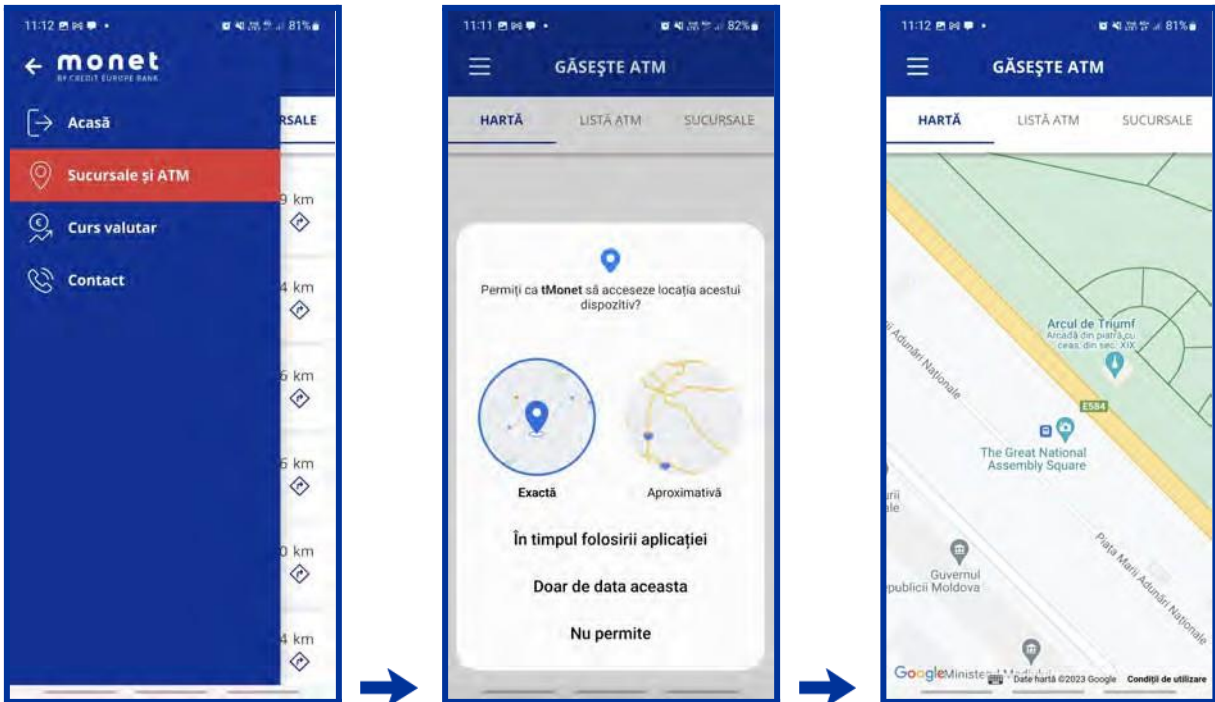 11:12
81%
monet
BY CREDIT EUROPE BANK
Acasă
RSALE
Sucursale și ATM
9 km
Curs valutar
Contact
4 km
6 km
6 km
0 km
4 km
11:11
82%
GĂSEȘTE ATM
HARTĂ
LISTĂ ATM
SUCURSALE
Permiți ca tMonet să acceseze locația acestui
dispozitiv?
Exactă
Aproximativă
În timpul folosirii aplicației
Doar de data aceasta
Nu permite
11:12
81%
GĂSEȘTE ATM
HARTĂ
LISTĂ ATM
SUCURSALE
Arcul de Triumf
Arcadă din piatră,cu
ceas, din sec. XIX
ii Adunări Naționale
E584
The Great National
Assembly Square
Piața Marii Adunări Naționale
Guvernul
epublicii Moldova
Google
Date hartă ©2023 Google
Condiții de utilizare